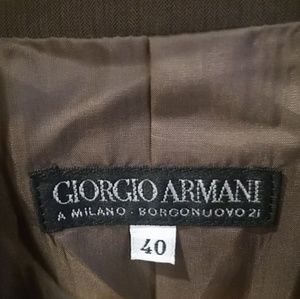 GIORGIO ARMANI
A MILANO - BORGONUOVO 21
40